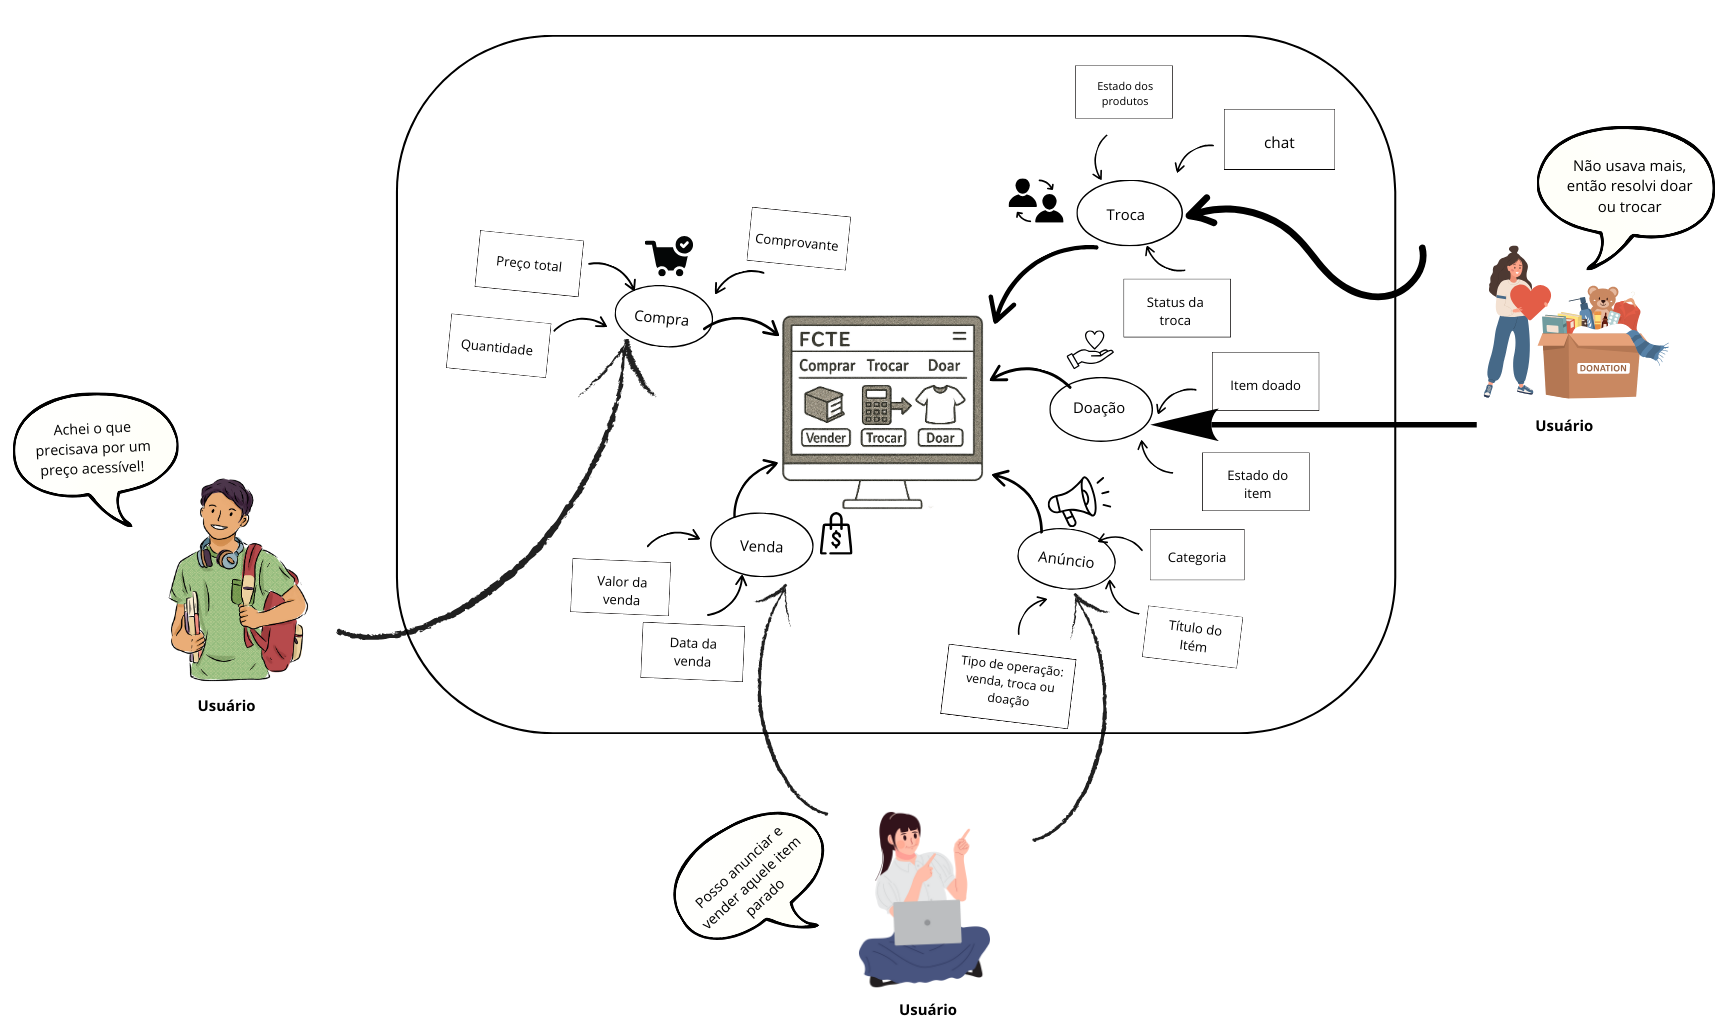 Estado dos
produtos
chat
Troca
Status da
troca
Não usava mais,
então resolvi doar
ou trocar
DONATION
Usuário
Preço total
Comprovante
Quantidade
Compra
FCTE
Comprar Trocar Doar
Vender Trocar Doar
Doação
Item doado
Estado do
item
Achei o que
precisava por um
preço acessível!
Usuário
Venda
$
Valor da
venda
Data da
venda
Anúncio
Categoria
Título do
Itém
Tipo de operação:
venda, troca ou
doação
Posso anunciar e
vender aquele item
parado
Usuário